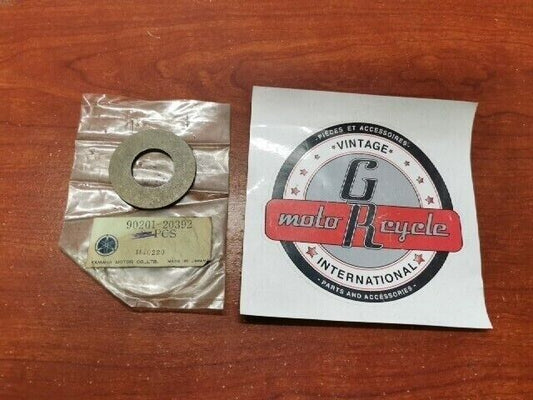 90201-20392
PCS
YAMAHA MOTOR CO.,LTD. MADE IN JAPAN
PIÈCES ET ACCESSOIRES
VINTAGE
G
moto R cycle
INTERNATIONAL
PARTS AND ACCESSORIES